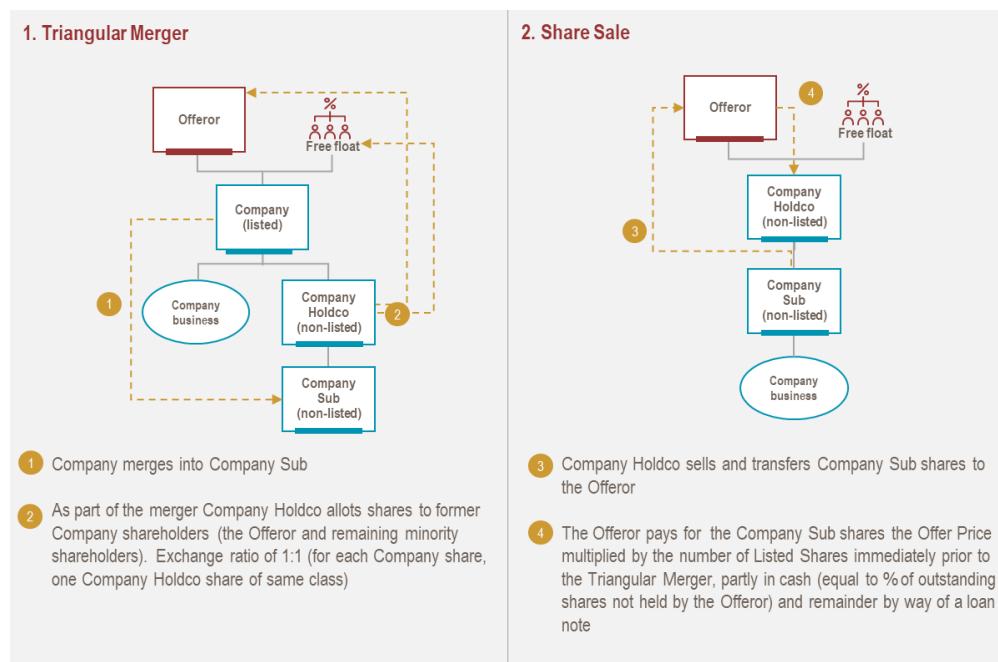 1. Triangular Merger
Offeror
%
Free float
Company
(listed)
1
Company
business
Company
Holdco
(non-listed)
2
Company
Sub
(non-listed)
1 Company merges into Company Sub
2 As part of the merger Company Holdco allots shares to former
Company shareholders (the Offeror and remaining minority
shareholders). Exchange ratio of 1:1 (for each Company share,
one Company Holdco share of same class)
2. Share Sale
Offeror
4
%
Free float
Company
Holdco
(non-listed)
3
Company
Sub
(non-listed)
Company
business
3 Company Holdco sells and transfers Company Sub shares to
the Offeror
4 The Offeror pays for the Company Sub shares the Offer Price
multiplied by the number of Listed Shares immediately prior to
the Triangular Merger, partly in cash (equal to % of outstanding
shares not held by the Offeror) and remainder by way of a loan
note